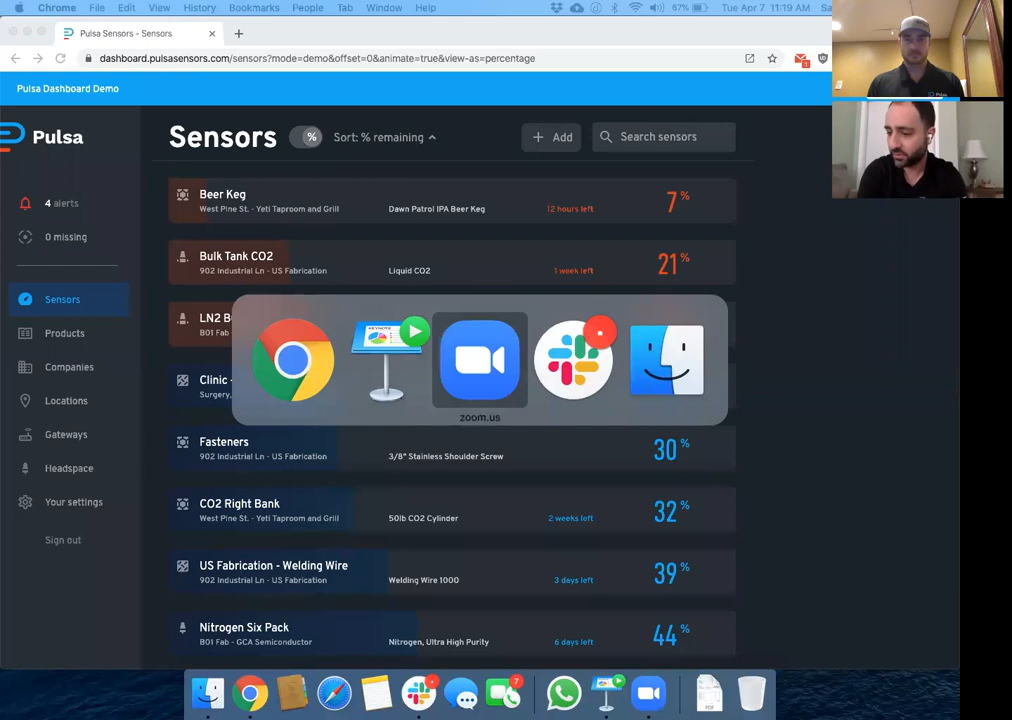 Chrome File Edit View History Bookmarks People Tab Window Help 67% Tue Apr 7 11:19 AM
Pulsa Sensors - Sensors
dashboard.pulsasensors.com/sensors?mode=demo&offset=0&animate=true&view-as=percentage
1
Pulsa Dashboard Demo
Pulsa
4 alerts
0 missing
Sensors
Products
Companies
Locations
Gateways
Headspace
Your settings
Sign out
Sensors % Sort: % remaining + Add Search sensors
Beer Keg
West Pine St. - Yeti Taproom and Grill Dawn Patrol IPA Beer Keg 12 hours left 7%
Bulk Tank CO2
902 Industrial Ln - US Fabrication Liquid CO2 1 week left 21%
LN2 B
B01 Fab
KEYNOTE
zoom.us
Clinic -
Surgery,
Fasteners
902 Industrial Ln - US Fabrication 3/8" Stainless Shoulder Screw 30%
CO2 Right Bank
West Pine St. - Yeti Taproom and Grill 50lb CO2 Cylinder 2 weeks left 32%
US Fabrication - Welding Wire
902 Industrial Ln - US Fabrication Welding Wire 1000 3 days left 39%
Nitrogen Six Pack
B01 Fab - GCA Semiconductor Nitrogen, Ultra High Purity 6 days left 44%
7
PDF
Pulsa